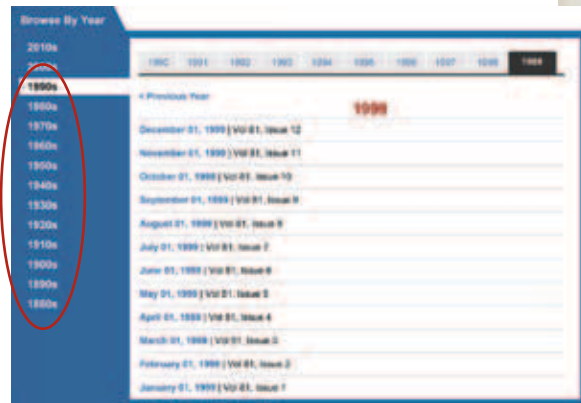 Browse By Year
2010s
2000s
1990s
1980s
1970s
1960s
1950s
1940s
1930s
1920s
1910s
1900s
1890s
1880s
1990 1991 1992 1993 1994 1995 1996 1997 1998 1999
< Previous Year
1999
December 01, 1999 | Vol 81, Issue 12
November 01, 1999 | Vol 81, Issue 11
October 01, 1999 | Vol 81, Issue 10
September 01, 1999 | Vol 81, Issue 9
August 01, 1999 | Vol 81, Issue 8
July 01, 1999 | Vol 81, Issue 7
June 01, 1999 | Vol 81, Issue 6
May 01, 1999 | Vol 81, Issue 5
April 01, 1999 | Vol 81, Issue 4
March 01, 1999 | Vol 81, Issue 3
February 01, 1999 | Vol 81, Issue 2
January 01, 1999 | Vol 81, Issue 1